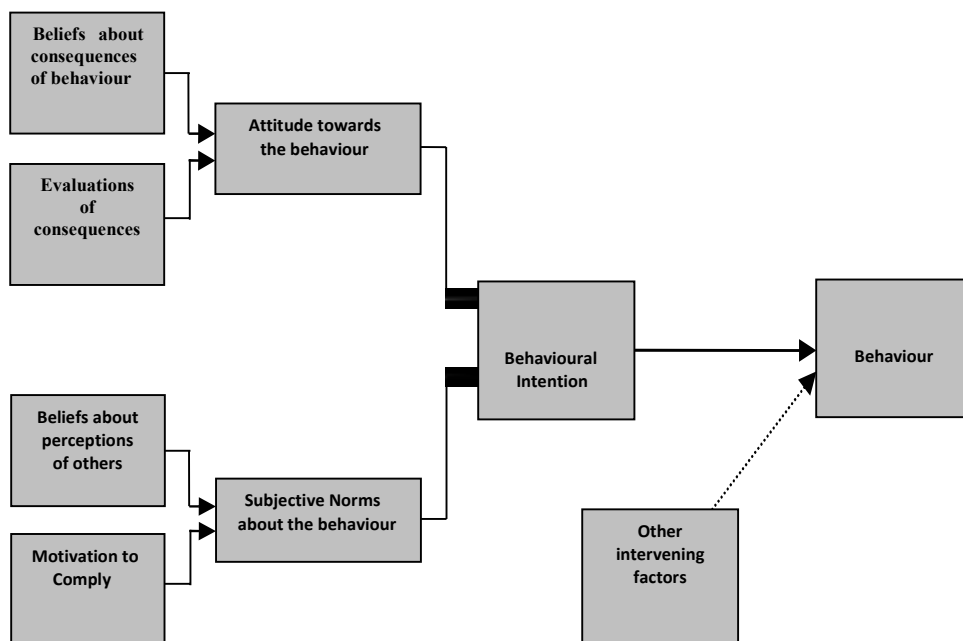 Beliefs about
consequences
of behaviour
Evaluations
of
consequences
Attitude towards
the behaviour
Beliefs about
perceptions
of others
Motivation to
Comply
Subjective Norms
about the behaviour
Behavioural
Intention
Behaviour
Other
intervening
factors